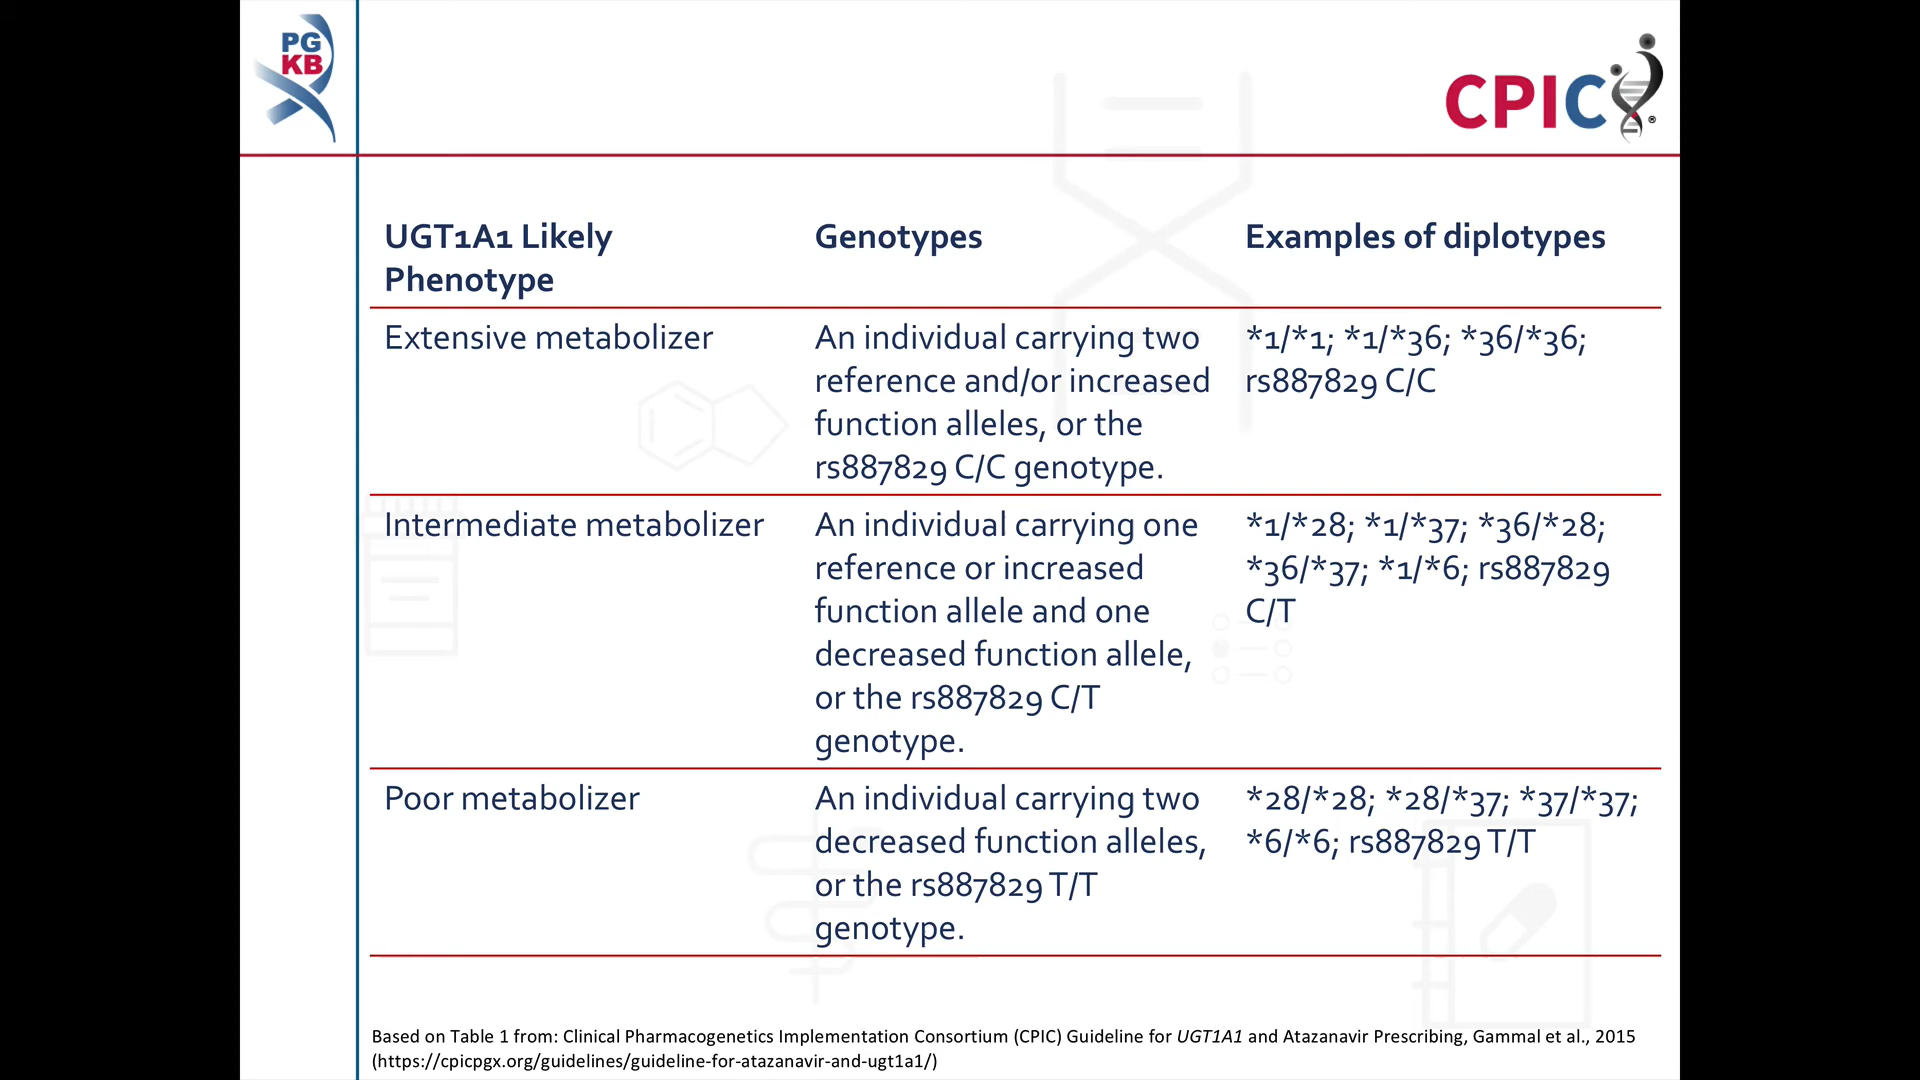 PG
KB
CPIC®
UGT1A1 Likely
Phenotype
Genotypes
Examples of diplotypes
Extensive metabolizer
An individual carrying two
reference and/or increased
function alleles, or the
rs887829 C/C genotype.
*1/*1; *1/*36; *36/*36;
rs887829 C/C
Intermediate metabolizer
An individual carrying one
reference or increased
function allele and one
decreased function allele,
or the rs887829 C/T
genotype.
*1/*28; *1/*37; *36/*28;
*36/*37; *1/*6; rs887829
C/T
Poor metabolizer
An individual carrying two
decreased function alleles,
or the rs887829 T/T
genotype.
*28/*28; *28/*37; *37/*37;
*6/*6; rs887829 T/T
Based on Table 1 from: Clinical Pharmacogenetics Implementation Consortium (CPIC) Guideline for UGT1A1 and Atazanavir Prescribing, Gammal et al., 2015
(https://cpicpgx.org/guidelines/guideline-for-atazanavir-and-ugt1a1/)